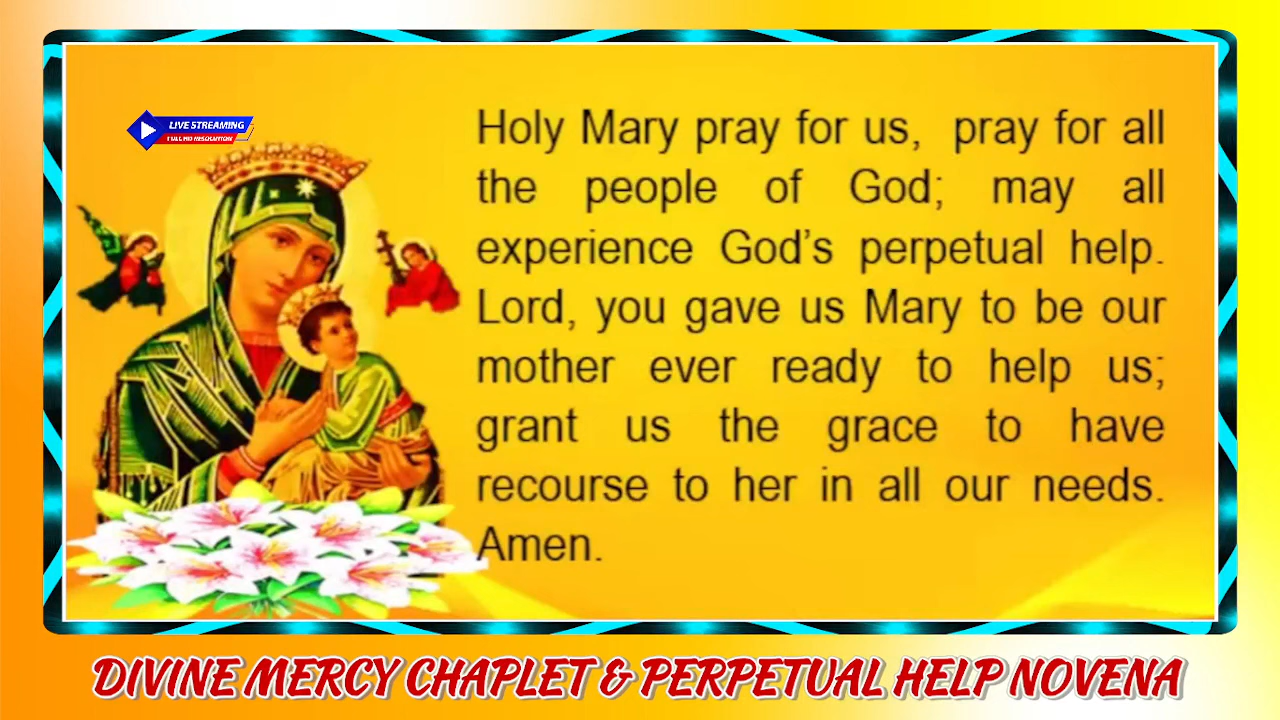 LIVE STREAMING
FULL HD RESOLUTION
Holy Mary pray for us, pray for all
the people of God; may all
experience God’s perpetual help.
Lord, you gave us Mary to be our
mother ever ready to help us;
grant us the grace to have
recourse to her in all our needs.
Amen.
DIVINE MERCY CHAPLET & PERPETUAL HELP NOVENA